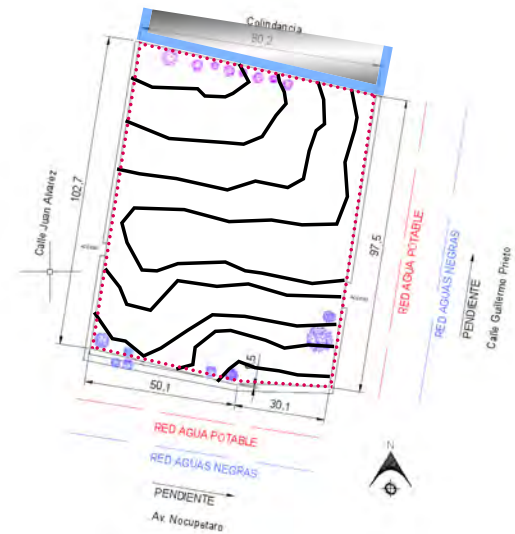 Colindancia
80,2
102,7
Calle Juan Alvarez
97,5
RED AGUA POTABLE
RED AGUAS NEGRAS
PENDIENTE
Calle Guillermo Prieto
50,1
30,1
RED AGUA POTABLE
RED AGUAS NEGRAS
PENDIENTE
Av. Nocupetaro
N